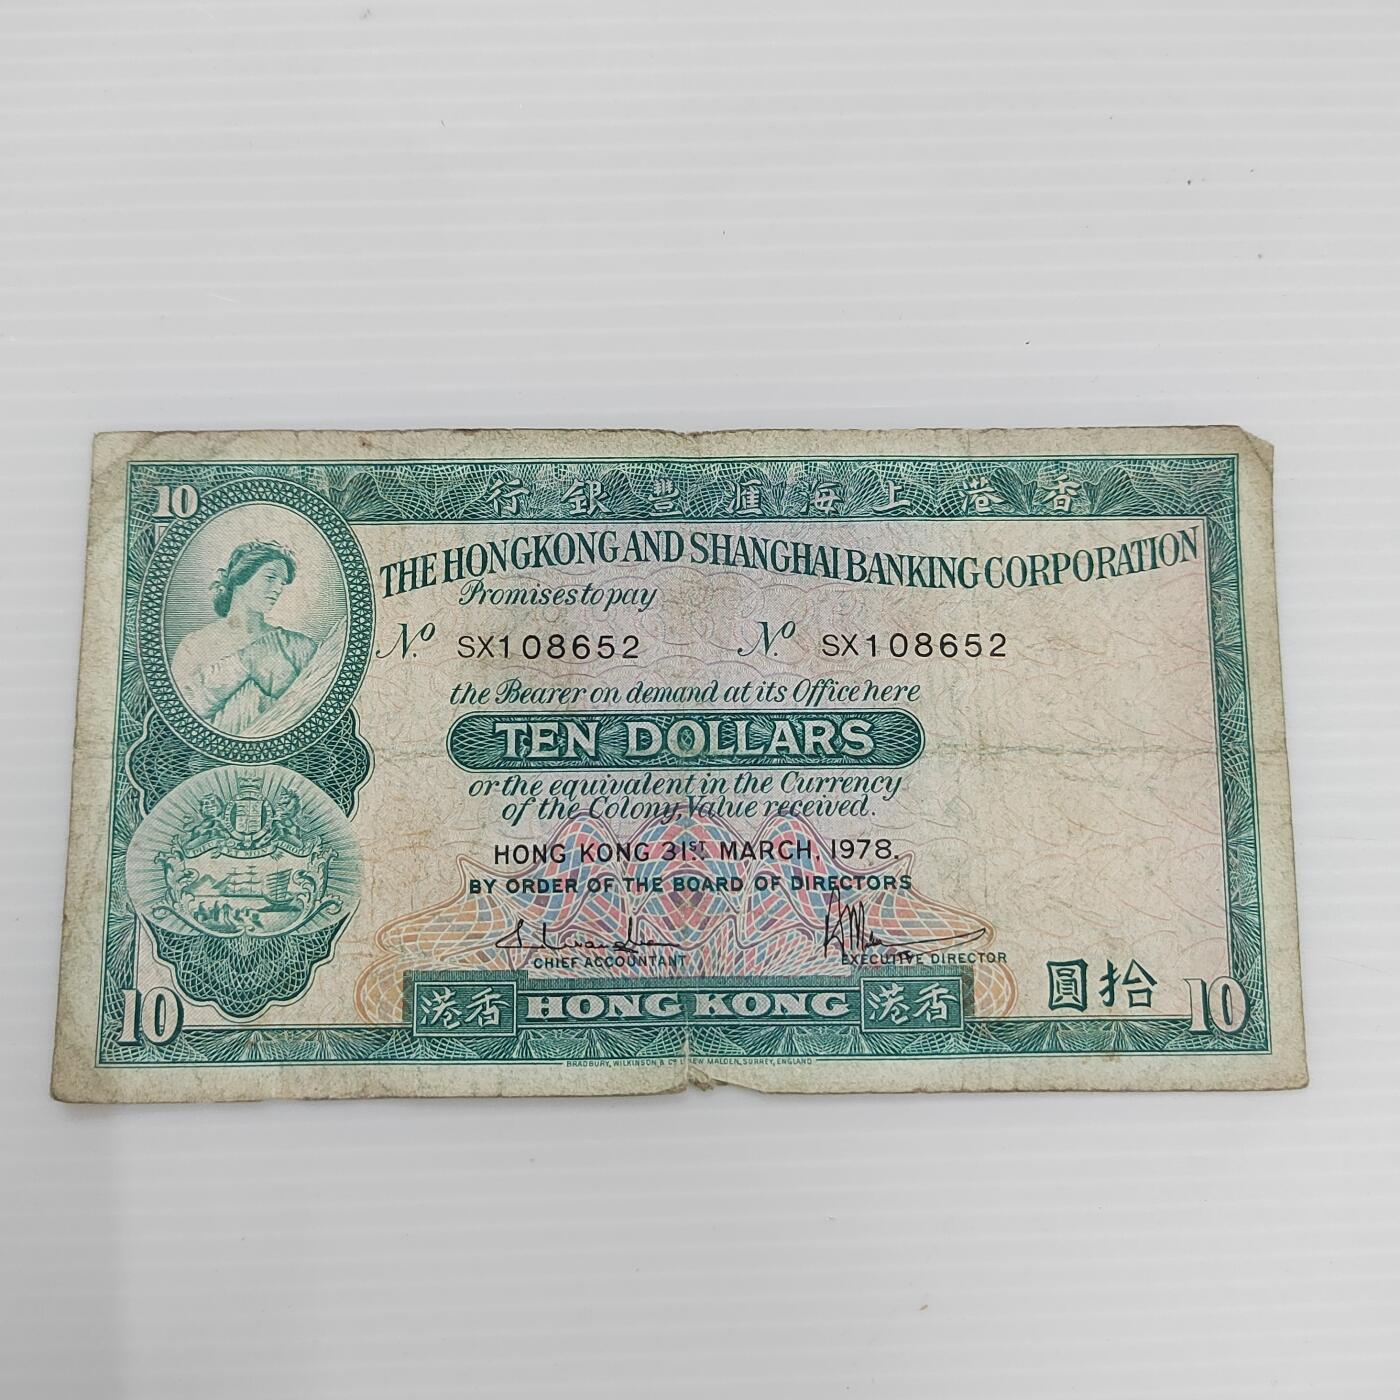 10
行銀豐滙海上港香
THE HONGKONG AND SHANGHAI BANKING CORPORATION
Promises to pay
No. SX108652 No. SX108652
the Bearer on demand at its Office here
TEN DOLLARS
or the equivalent in the Currency
of the Colony, Value received.
HONG KONG 31ST MARCH, 1978.
BY ORDER OF THE BOARD OF DIRECTORS
CHIEF ACCOUNTANT EXECUTIVE DIRECTOR
圓拾
10 港香 HONG KONG 港香 10
BRADBURY, WILKINSON & Co. NEW MALDEN, SURREY, ENGLAND